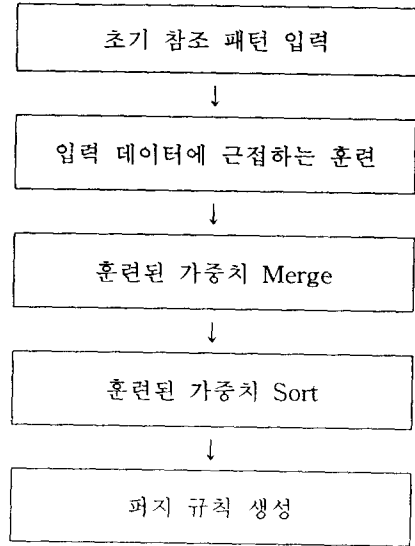 초기 참조 패턴 입력
↓
입력 데이터에 근접하는 훈련
↓
훈련된 가중치 Merge
↓
훈련된 가중치 Sort
↓
퍼지 규칙 생성